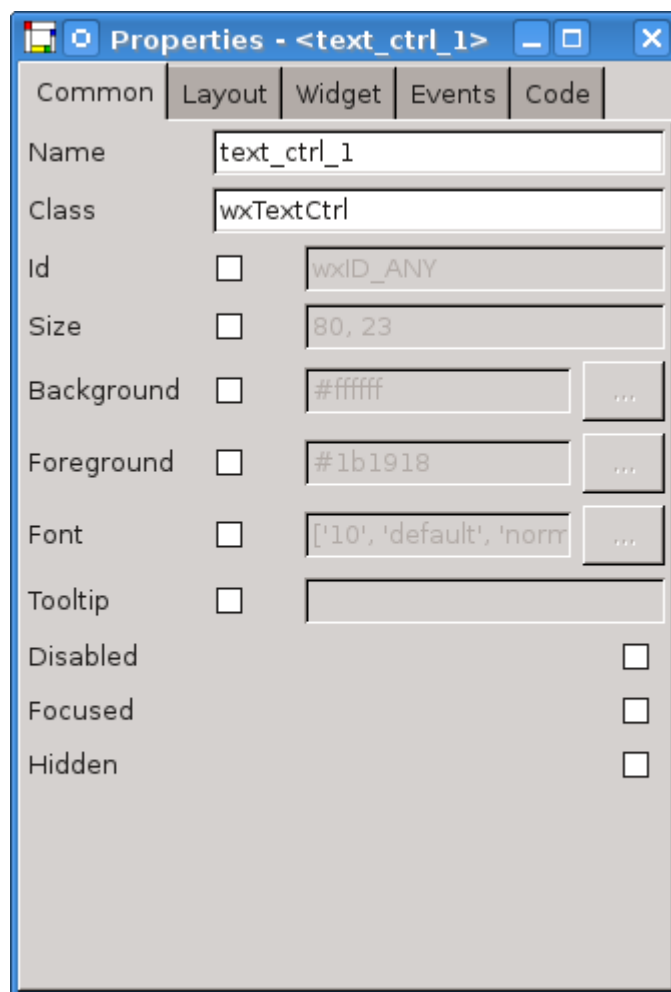 Properties - <text_ctrl_1>
Common Layout Widget Events Code
Name text_ctrl_1
Class wxTextCtrl
Id wxID_ANY
Size 80, 23
Background #ffffff ...
Foreground #1b1918 ...
Font ['10', 'default', 'norm ...
Tooltip
Disabled
Focused
Hidden